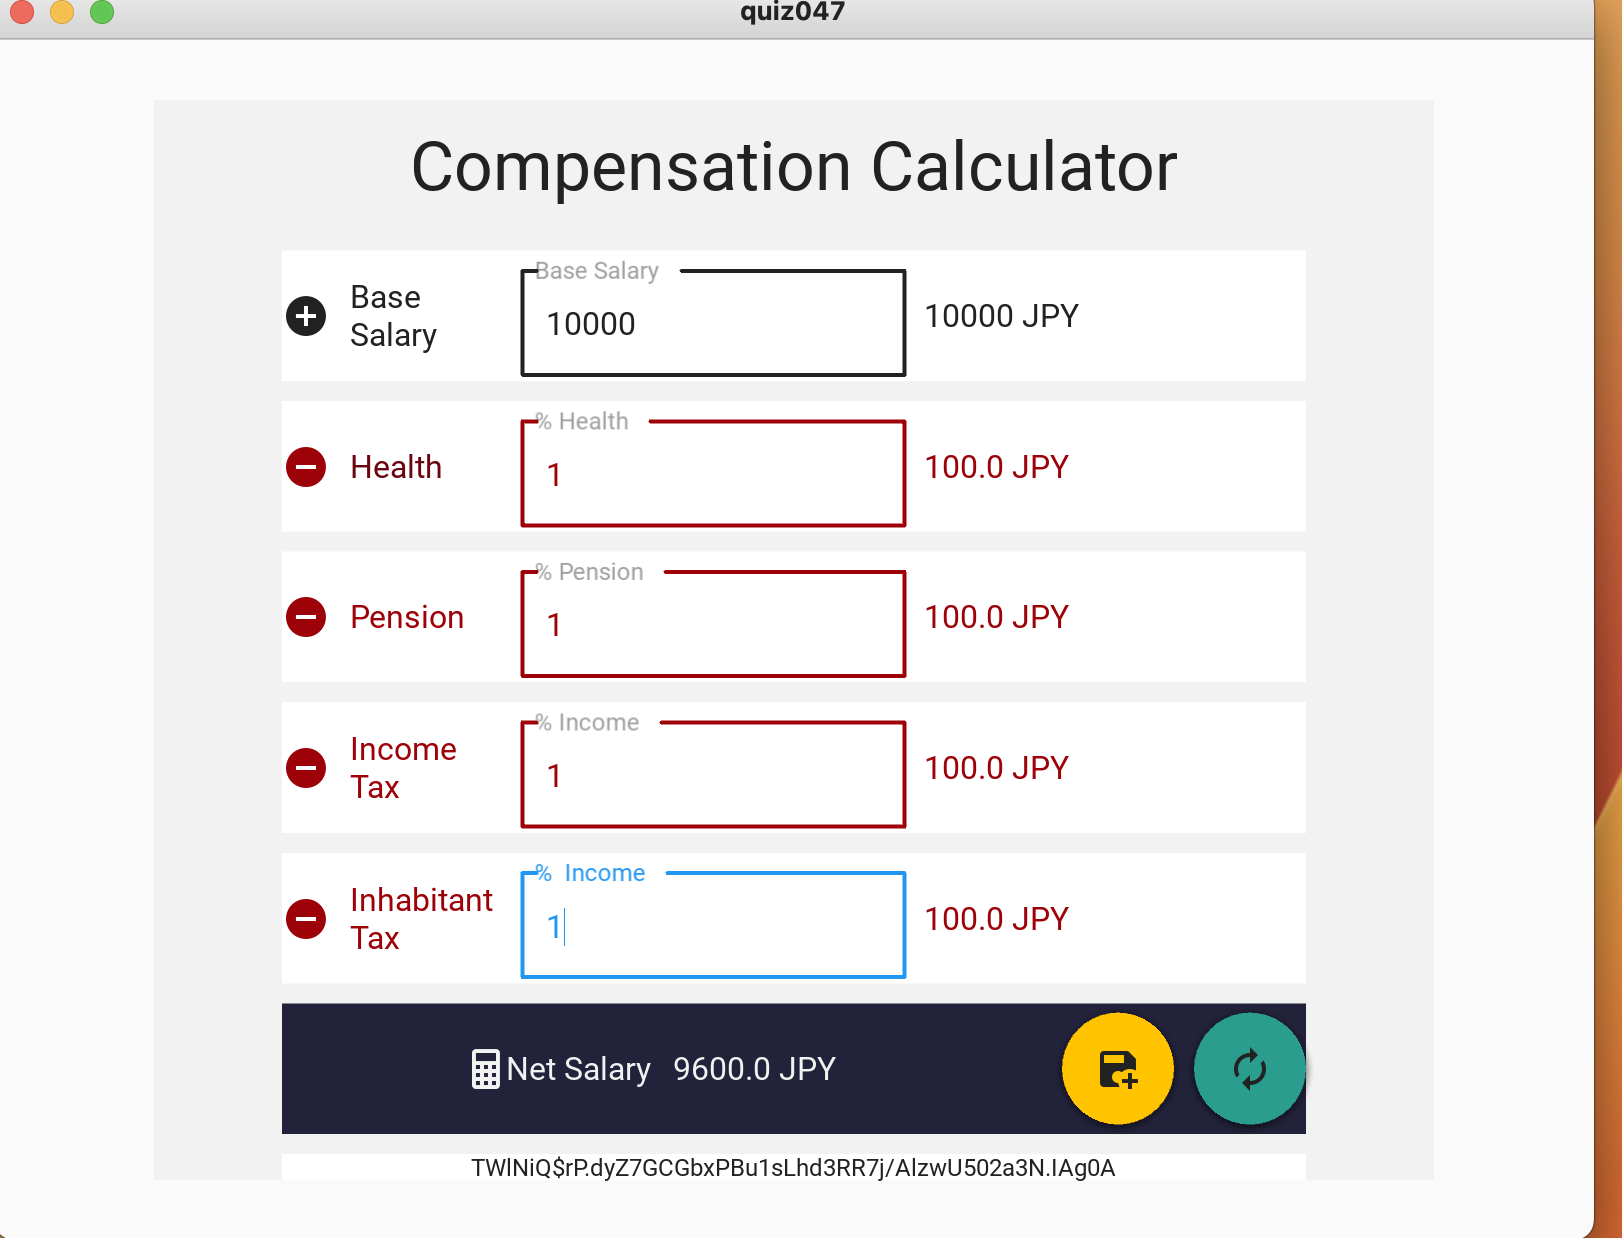 quiz047
Compensation Calculator
Base Salary
Base
Salary
10000
10000 JPY
% Health
Health
1
100.0 JPY
% Pension
Pension
1
100.0 JPY
% Income
Income
Tax
1
100.0 JPY
% Income
Inhabitant
Tax
1
100.0 JPY
Net Salary 9600.0 JPY
TWlNiQ$rP.dyZ7GCGbxPBu1sLhd3RR7j/AlzwU502a3N.IAg0A